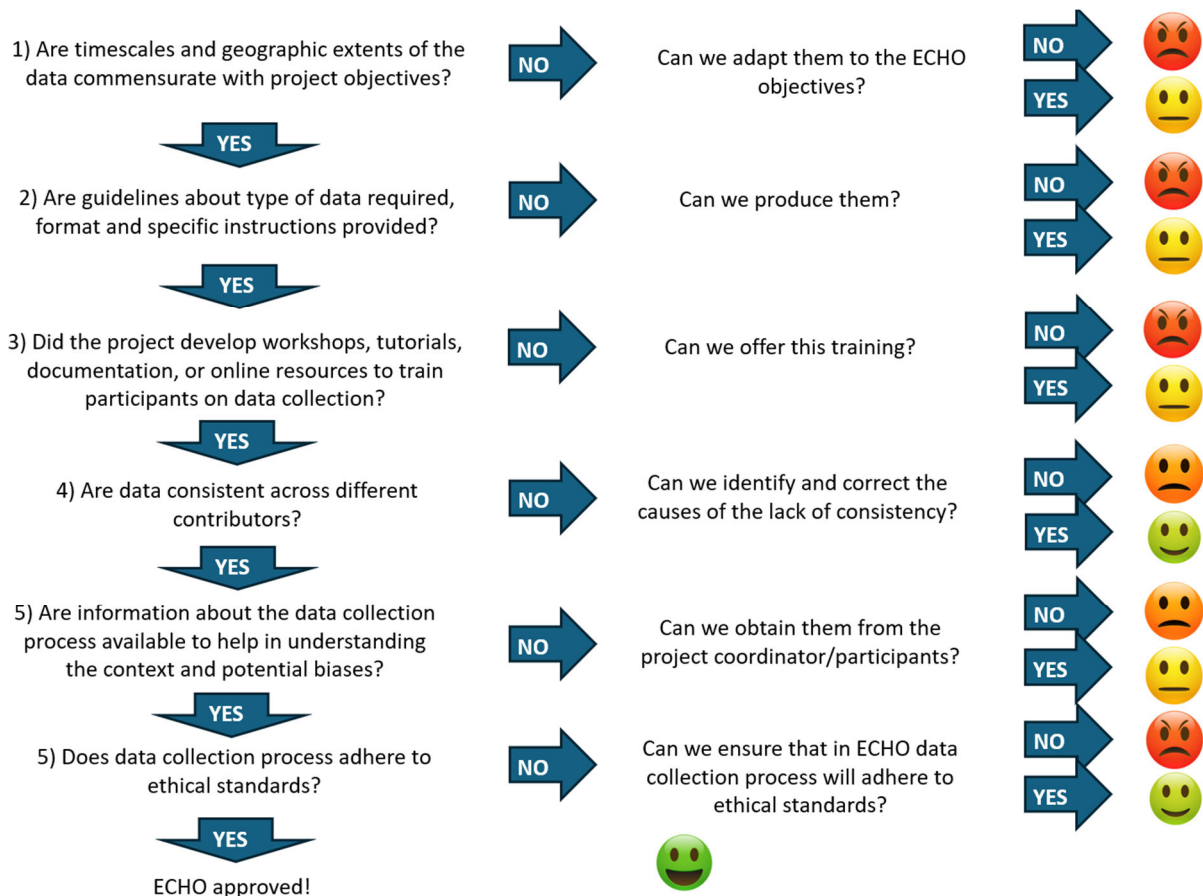 1) Are timescales and geographic extents of the
data commensurate with project objectives?
NO
Can we adapt them to the ECHO
objectives?
NO
YES
YES
2) Are guidelines about type of data required,
format and specific instructions provided?
NO
Can we produce them?
NO
YES
YES
3) Did the project develop workshops, tutorials,
documentation, or online resources to train
participants on data collection?
NO
Can we offer this training?
NO
YES
YES
4) Are data consistent across different
contributors?
NO
Can we identify and correct the
causes of the lack of consistency?
NO
YES
YES
5) Are information about the data collection
process available to help in understanding
the context and potential biases?
NO
Can we obtain them from the
project coordinator/participants?
NO
YES
YES
5) Does data collection process adhere to
ethical standards?
NO
Can we ensure that in ECHO data
collection process will adhere to
ethical standards?
NO
YES
YES
ECHO approved!